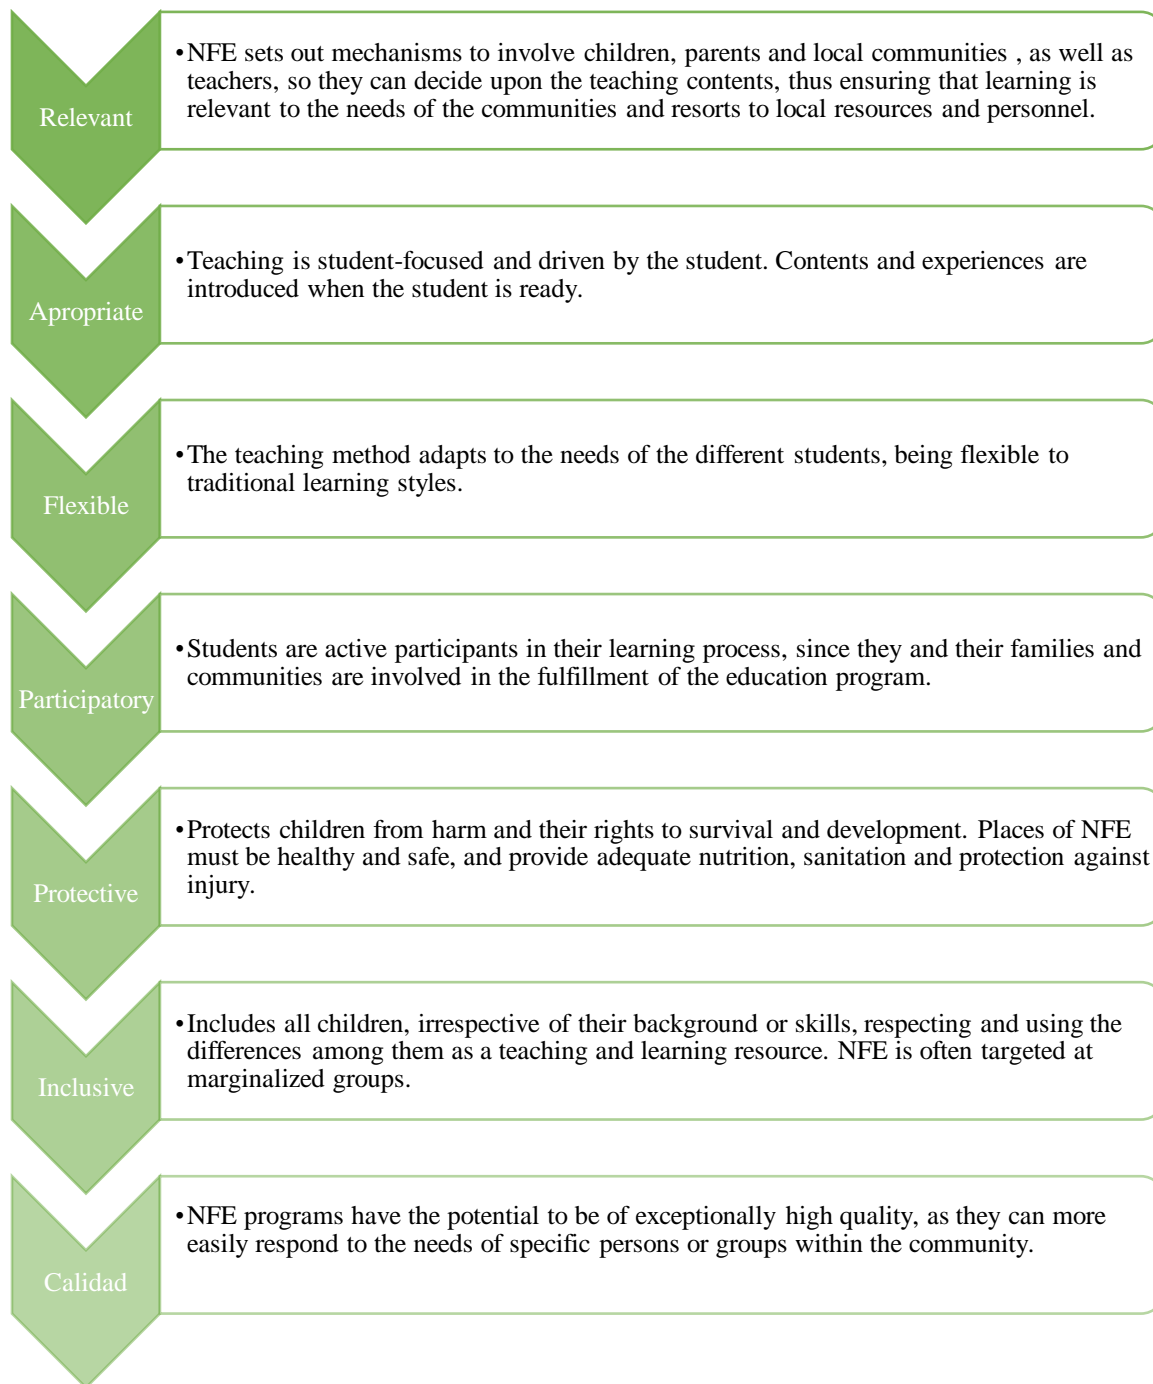 Relevant
•NFE sets out mechanisms to involve children, parents and local communities , as well as
teachers, so they can decide upon the teaching contents, thus ensuring that learning is
relevant to the needs of the communities and resorts to local resources and personnel.
Apropriate
•Teaching is student-focused and driven by the student. Contents and experiences are
introduced when the student is ready.
Flexible
•The teaching method adapts to the needs of the different students, being flexible to
traditional learning styles.
Participatory
•Students are active participants in their learning process, since they and their families and
communities are involved in the fulfillment of the education program.
Protective
•Protects children from harm and their rights to survival and development. Places of NFE
must be healthy and safe, and provide adequate nutrition, sanitation and protection against
injury.
Inclusive
•Includes all children, irrespective of their background or skills, respecting and using the
differences among them as a teaching and learning resource. NFE is often targeted at
marginalized groups.
Calidad
•NFE programs have the potential to be of exceptionally high quality, as they can more
easily respond to the needs of specific persons or groups within the community.